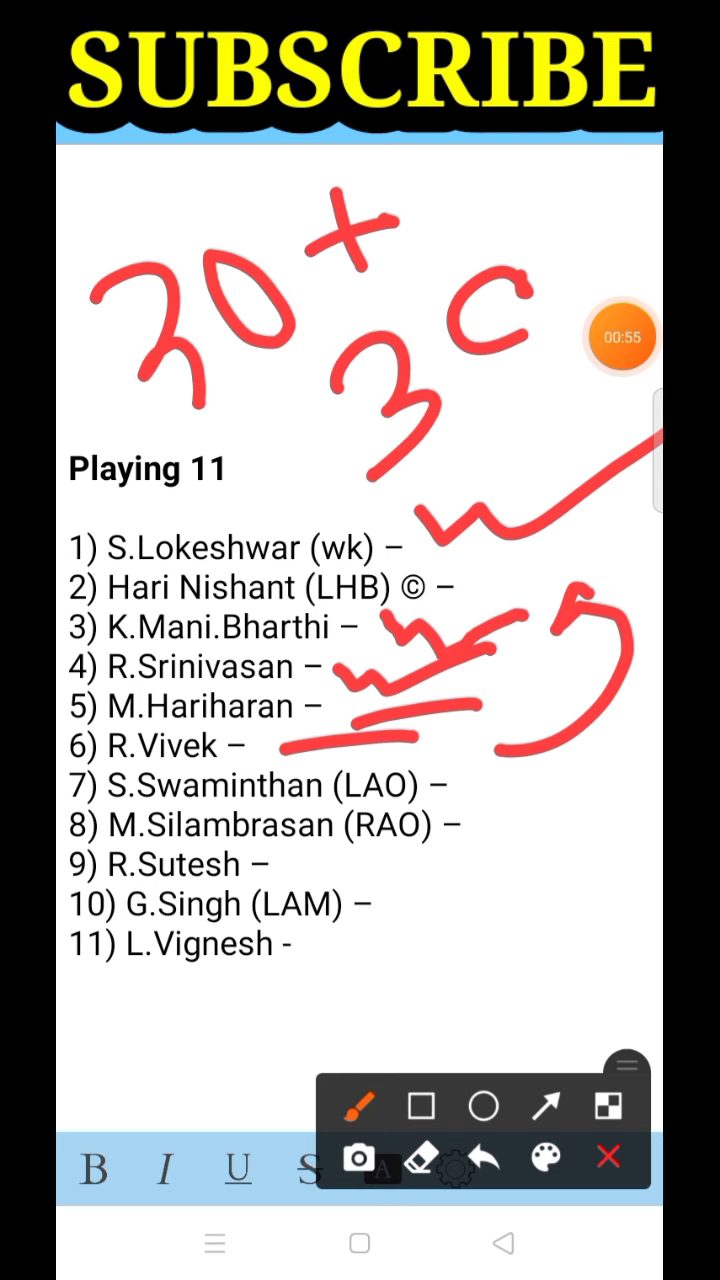 SUBSCRIBE
30 +
3 C
00:55
Playing 11
1) S.Lokeshwar (wk) –
2) Hari Nishant (LHB) © –
3) K.Mani.Bharthi –
4) R.Srinivasan –
5) M.Hariharan –
6) R.Vivek –
7) S.Swaminthan (LAO) –
8) M.Silambrasan (RAO) –
9) R.Sutesh –
10) G.Singh (LAM) –
11) L.Vignesh -
B I U S A